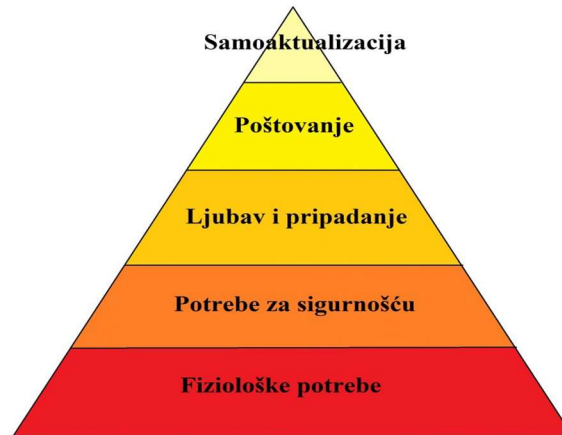 Samoaktualizacija
Poštovanje
Ljubav i pripadanje
Potrebe za sigurnošću
Fiziološke potrebe